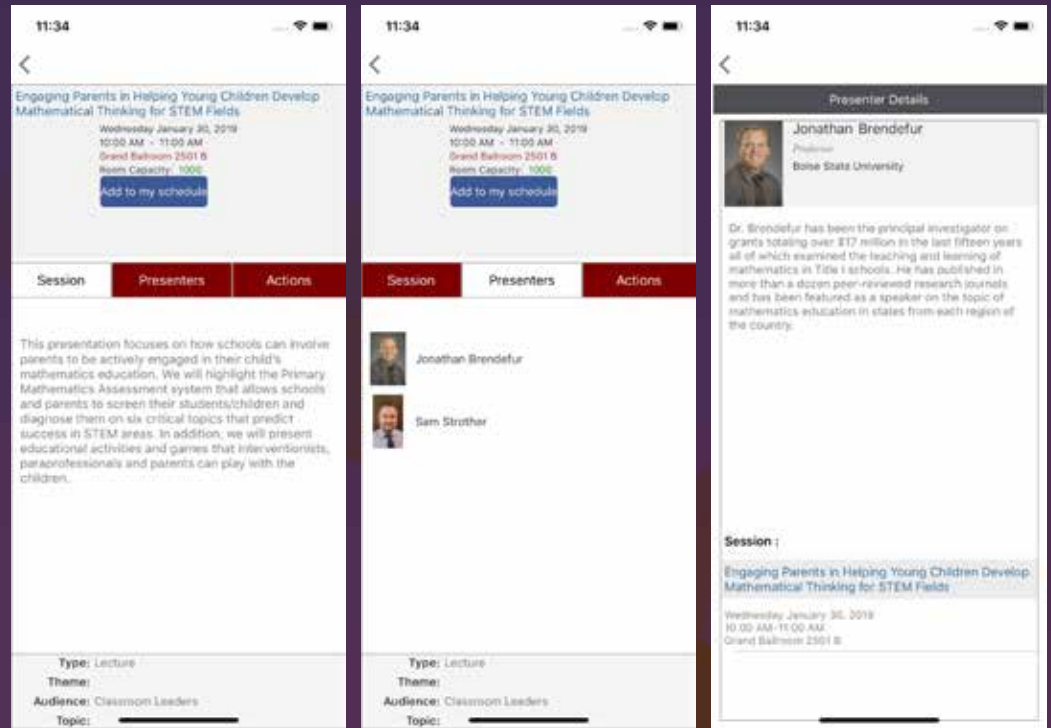 11:34
Engaging Parents in Helping Young Children Develop
Mathematical Thinking for STEM Fields
Wednesday January 30, 2019
10:00 AM - 11:00 AM
Grand Ballroom 2501 B
Room Capacity: 1000
Add to my schedule
Session Presenters Actions
This presentation focuses on how schools can involve
parents to be actively engaged in their child's
mathematics education. We will highlight the Primary
Mathematics Assessment system that allows schools
and parents to screen their students/children and
diagnose them on six critical topics that predict
success in STEM areas. In addition, we will present
educational activities and games that interventionists,
paraprofessionals and parents can play with the
children.
Type: Lecture
Theme:
Audience: Classroom Leaders
Topic:
11:34
Engaging Parents in Helping Young Children Develop
Mathematical Thinking for STEM Fields
Wednesday January 30, 2019
10:00 AM - 11:00 AM
Grand Ballroom 2501 B
Room Capacity: 1000
Add to my schedule
Session Presenters Actions
Jonathan Brendefur
Sam Strother
Type: Lecture
Theme:
Audience: Classroom Leaders
Topic:
11:34
Presenter Details
Jonathan Brendefur
Professor
Boise State University
Dr. Brendefur has been the principal investigator on
grants totaling over $17 million in the last fifteen years
all of which examined the teaching and learning of
mathematics in Title I schools. He has published in
more than a dozen peer-reviewed research journals
and has been featured as a speaker on the topic of
mathematics education in states from each region of
the country.
Session :
Engaging Parents in Helping Young Children Develop
Mathematical Thinking for STEM Fields
Wednesday January 30, 2019
10:00 AM-11:00 AM
Grand Ballroom 2501 B